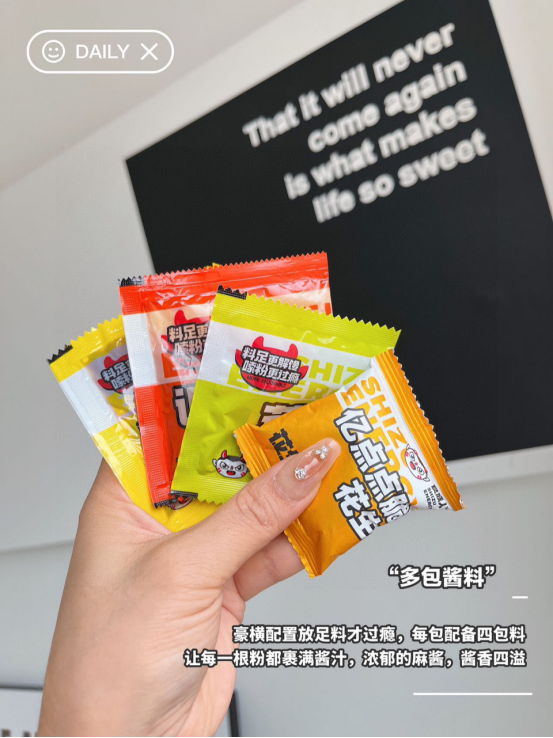 DAILY
That it will never
come again
is what makes
life so sweet
料足更解馋
嗦粉更过瘾
料足更解馋
嗦粉更过瘾
SHIZ
亿点点脆
花生
“多包酱料”
豪横配置放足料才过瘾，每包配备四包料
让每一根粉都裹满酱汁，浓郁的麻酱，酱香四溢